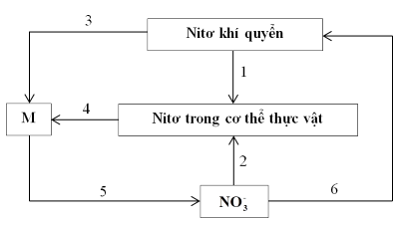 3
Nitơ khí quyển
1
4
M
Nitơ trong cơ thể thực vật
2
5
6
NO₃⁻